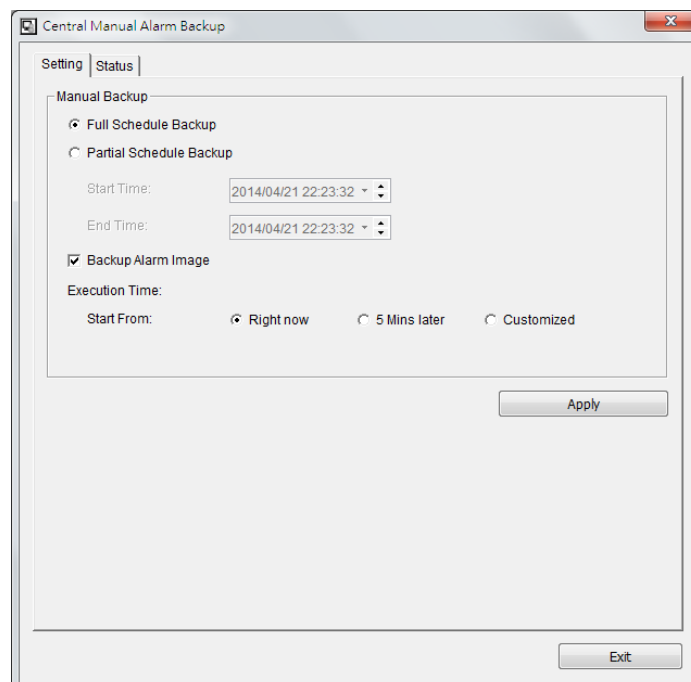 Central Manual Alarm Backup
Setting Status
Manual Backup
Full Schedule Backup
Partial Schedule Backup
Start Time: 2014/04/21 22:23:32
End Time: 2014/04/21 22:23:32
Backup Alarm Image
Execution Time:
Start From: Right now 5 Mins later Customized
Apply
Exit